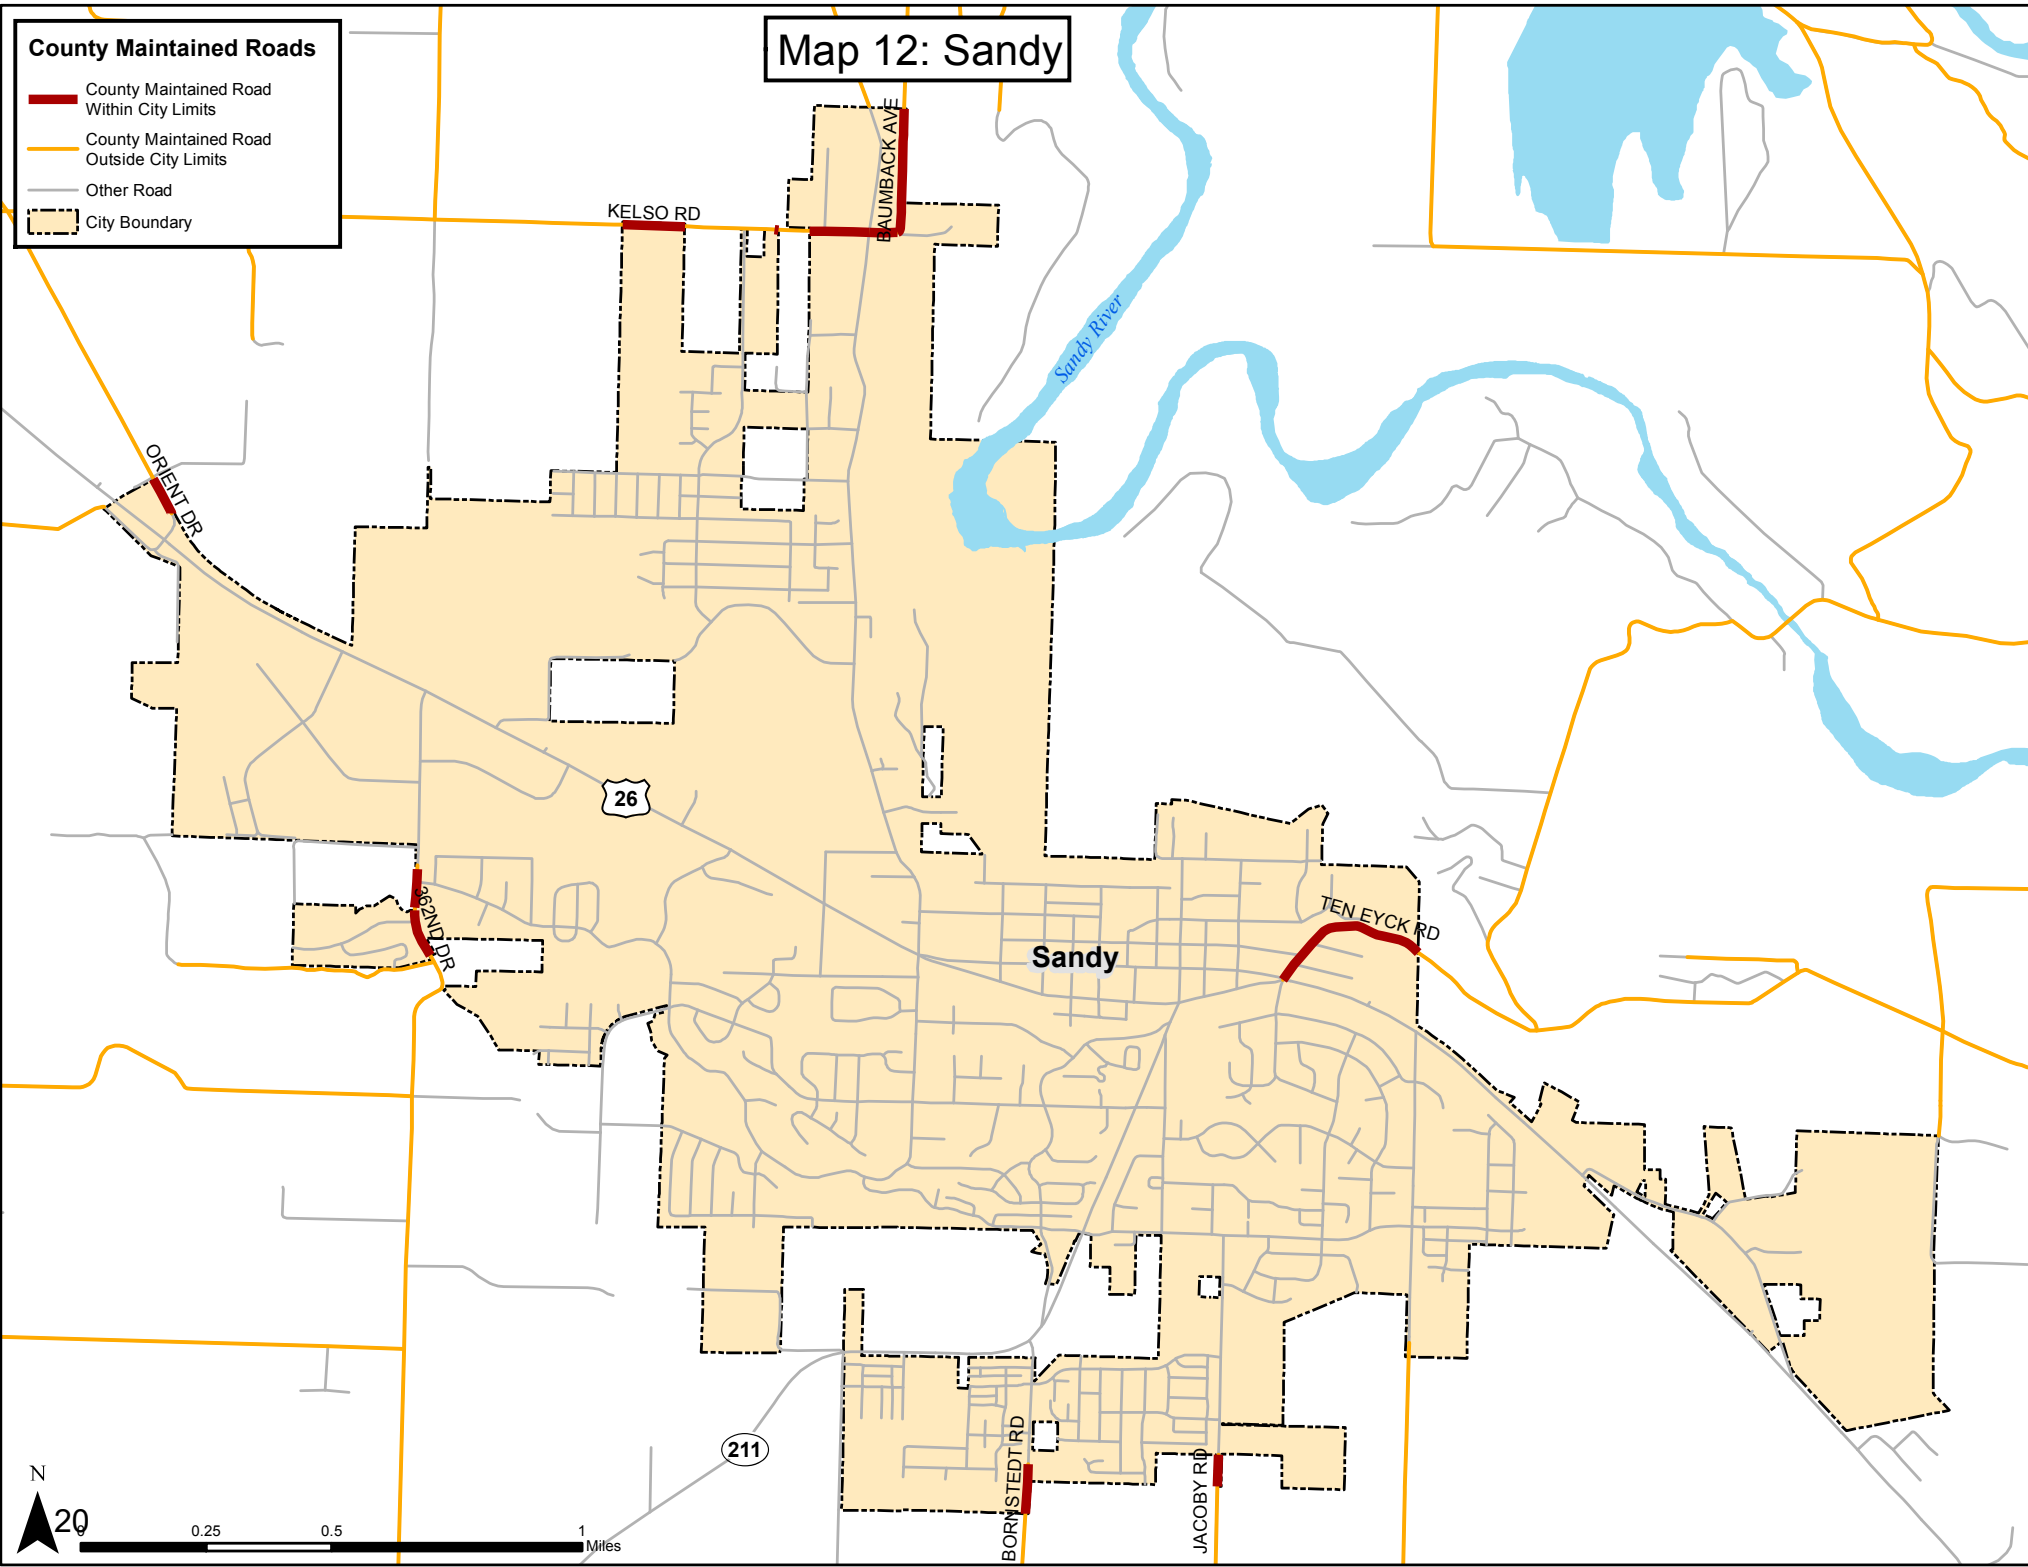 Map 12: Sandy
County Maintained Roads
County Maintained Road
Within City Limits
County Maintained Road
Outside City Limits
Other Road
City Boundary
BAUMBACK AVE
KELSO RD
Sandy River
ORIENT DR
26
362ND DR
TEN EYCK RD
Sandy
211
BORNSTEDT RD
JACOBY RD
N
20
0 0.25 0.5 1
Miles